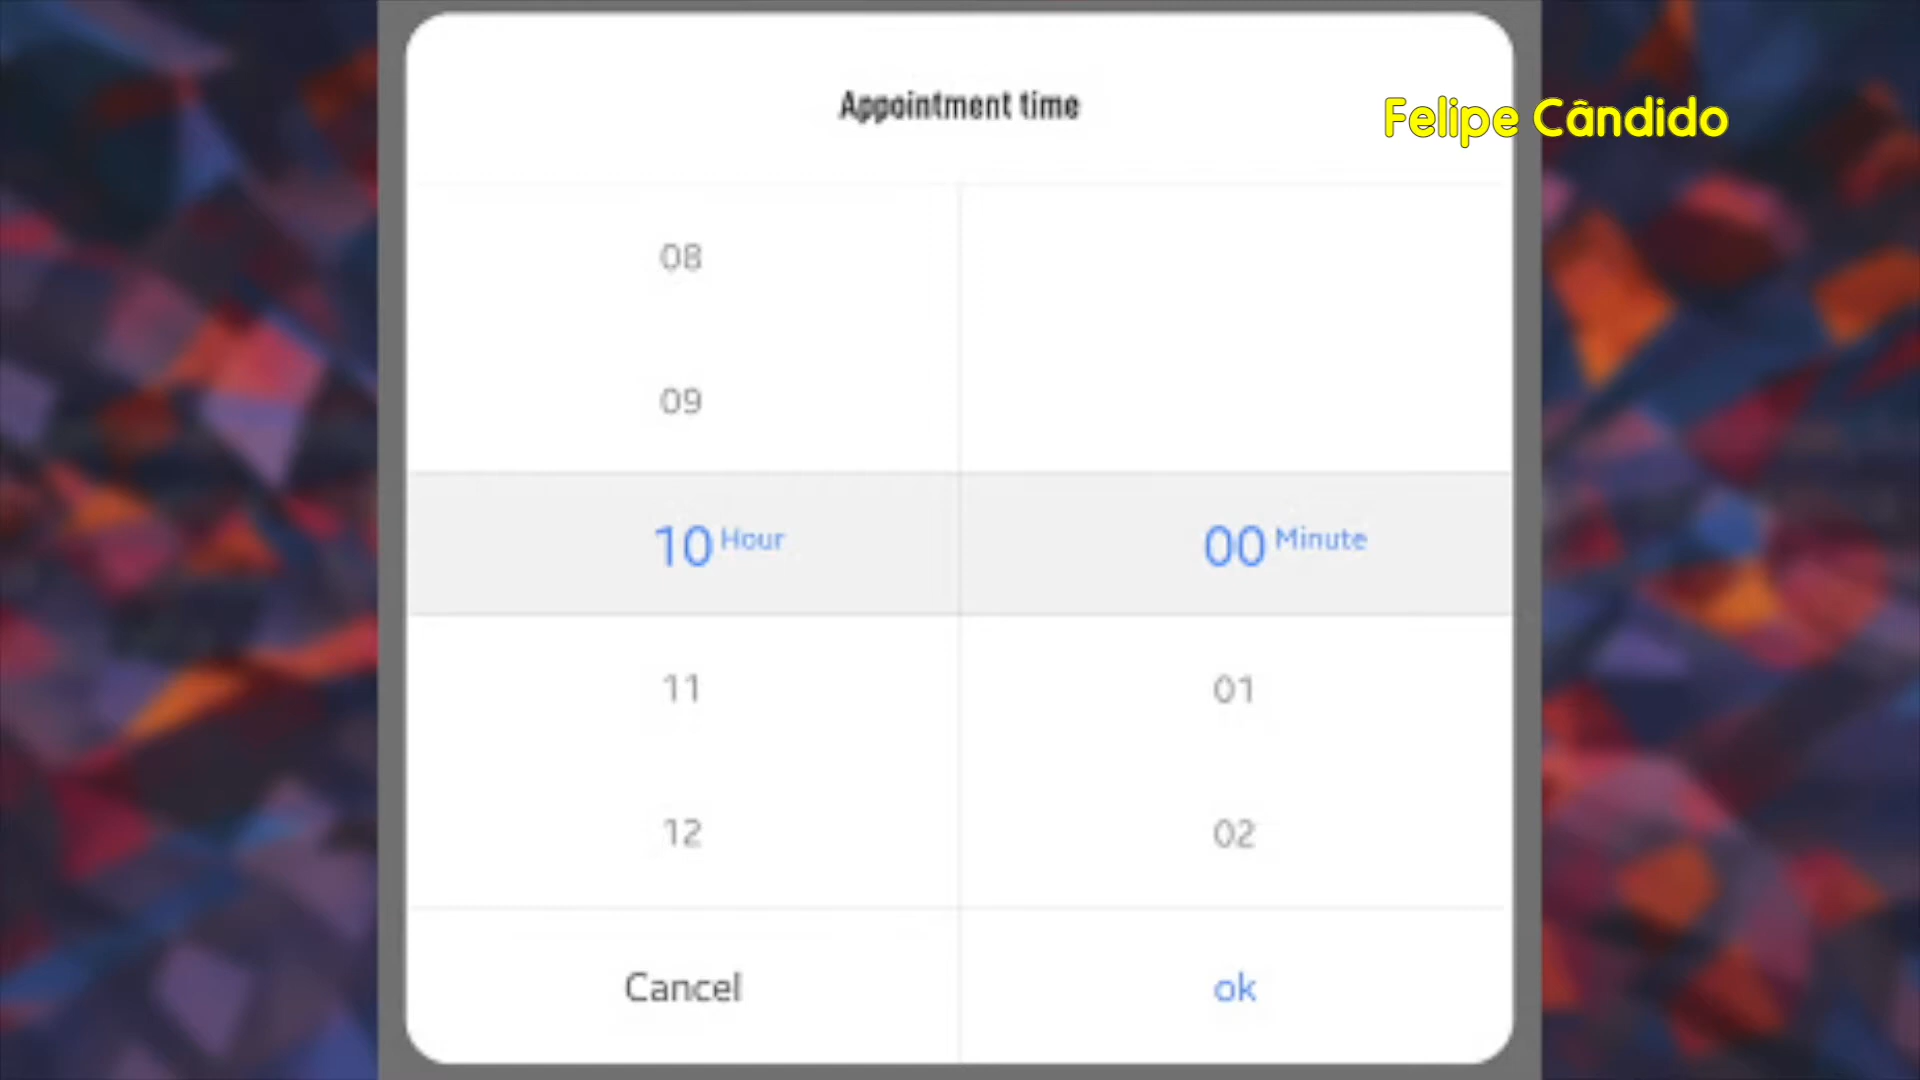 Appointment time
Felipe Cândido
08
09
10 Hour 00 Minute
11 01
12 02
Cancel ok